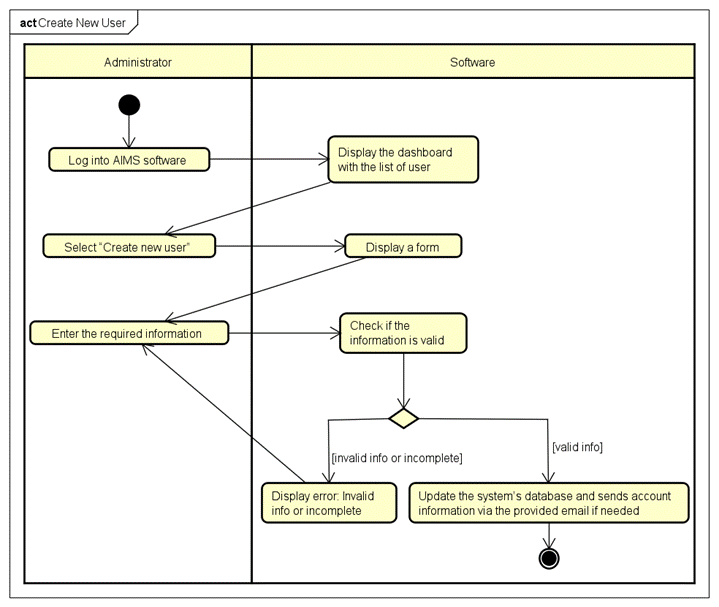 act Create New User
Administrator
Software
Log into AIMS software
Display the dashboard
with the list of user
Select “Create new user”
Display a form
Enter the required information
Check if the
information is valid
[invalid info or incomplete]
[valid info]
Display error: Invalid
info or incomplete
Update the system's database and sends account
information via the provided email if needed